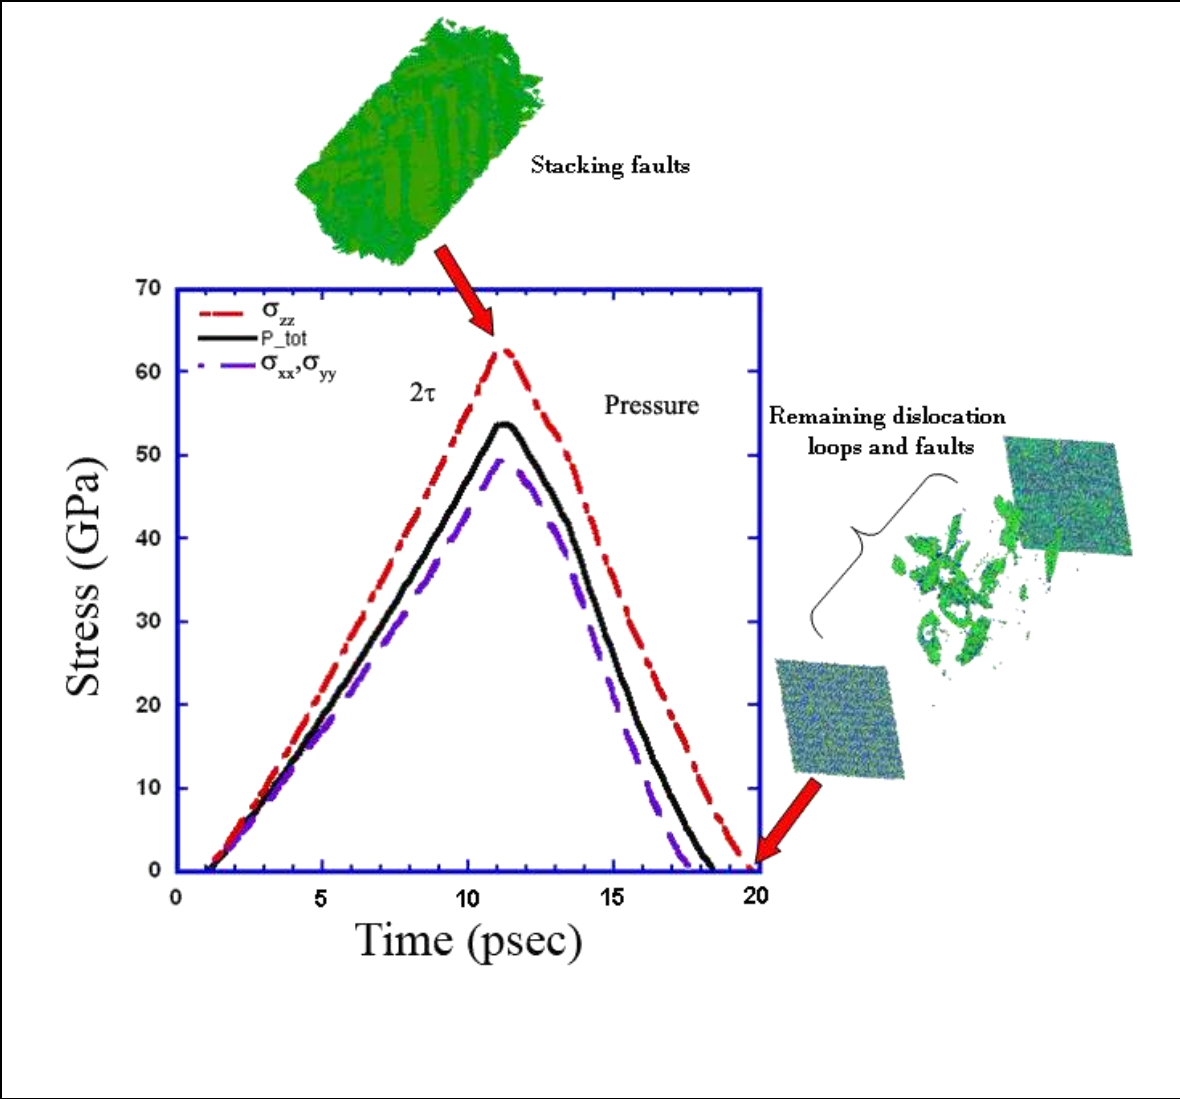 Stacking faults
70
σzz
P_tot
σxx,σyy
60
2τ
Pressure
Remaining dislocation
loops and faults
50
40
30
20
10
0
Stress (GPa)
0 5 10 15 20
Time (psec)